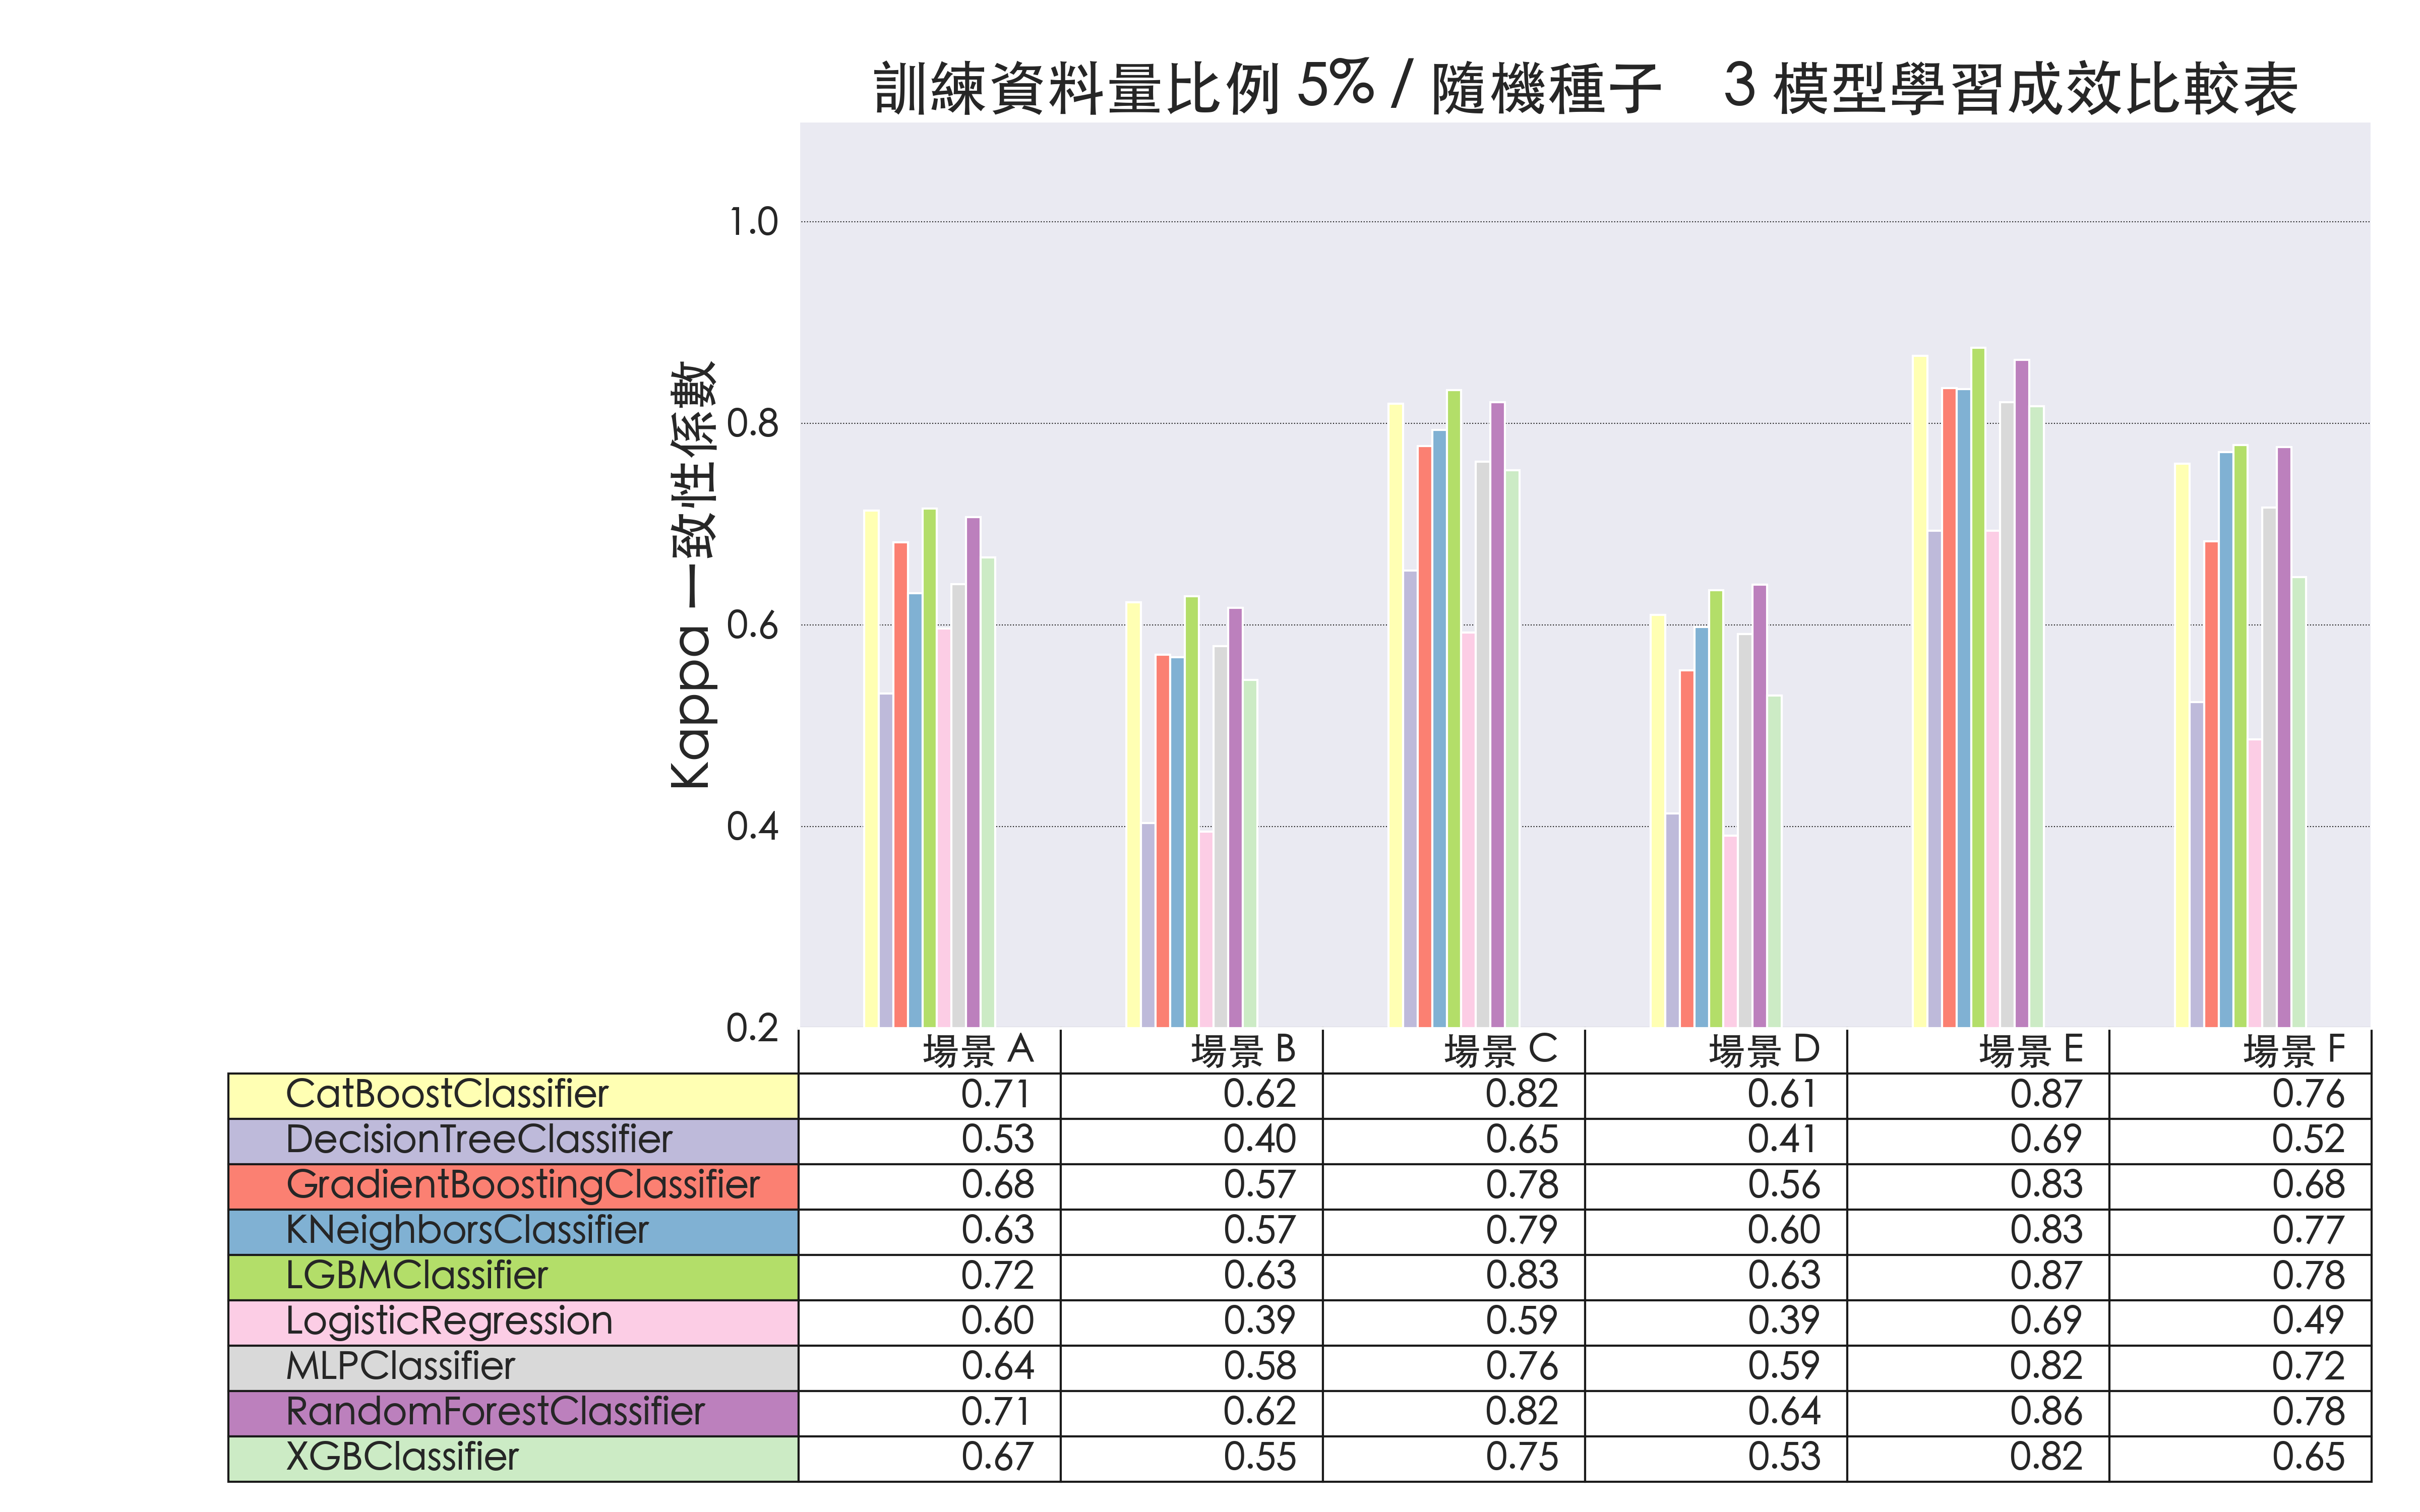 訓練資料量比例 5% / 隨機種子　3 模型學習成效比較表
Kappa 一致性係數
1.0
0.8
0.6
0.4
0.2
場景 A 場景 B 場景 C 場景 D 場景 E 場景 F
CatBoostClassifier 0.71 0.62 0.82 0.61 0.87 0.76
DecisionTreeClassifier 0.53 0.40 0.65 0.41 0.69 0.52
GradientBoostingClassifier 0.68 0.57 0.78 0.56 0.83 0.68
KNeighborsClassifier 0.63 0.57 0.79 0.60 0.83 0.77
LGBMClassifier 0.72 0.63 0.83 0.63 0.87 0.78
LogisticRegression 0.60 0.39 0.59 0.39 0.69 0.49
MLPClassifier 0.64 0.58 0.76 0.59 0.82 0.72
RandomForestClassifier 0.71 0.62 0.82 0.64 0.86 0.78
XGBClassifier 0.67 0.55 0.75 0.53 0.82 0.65